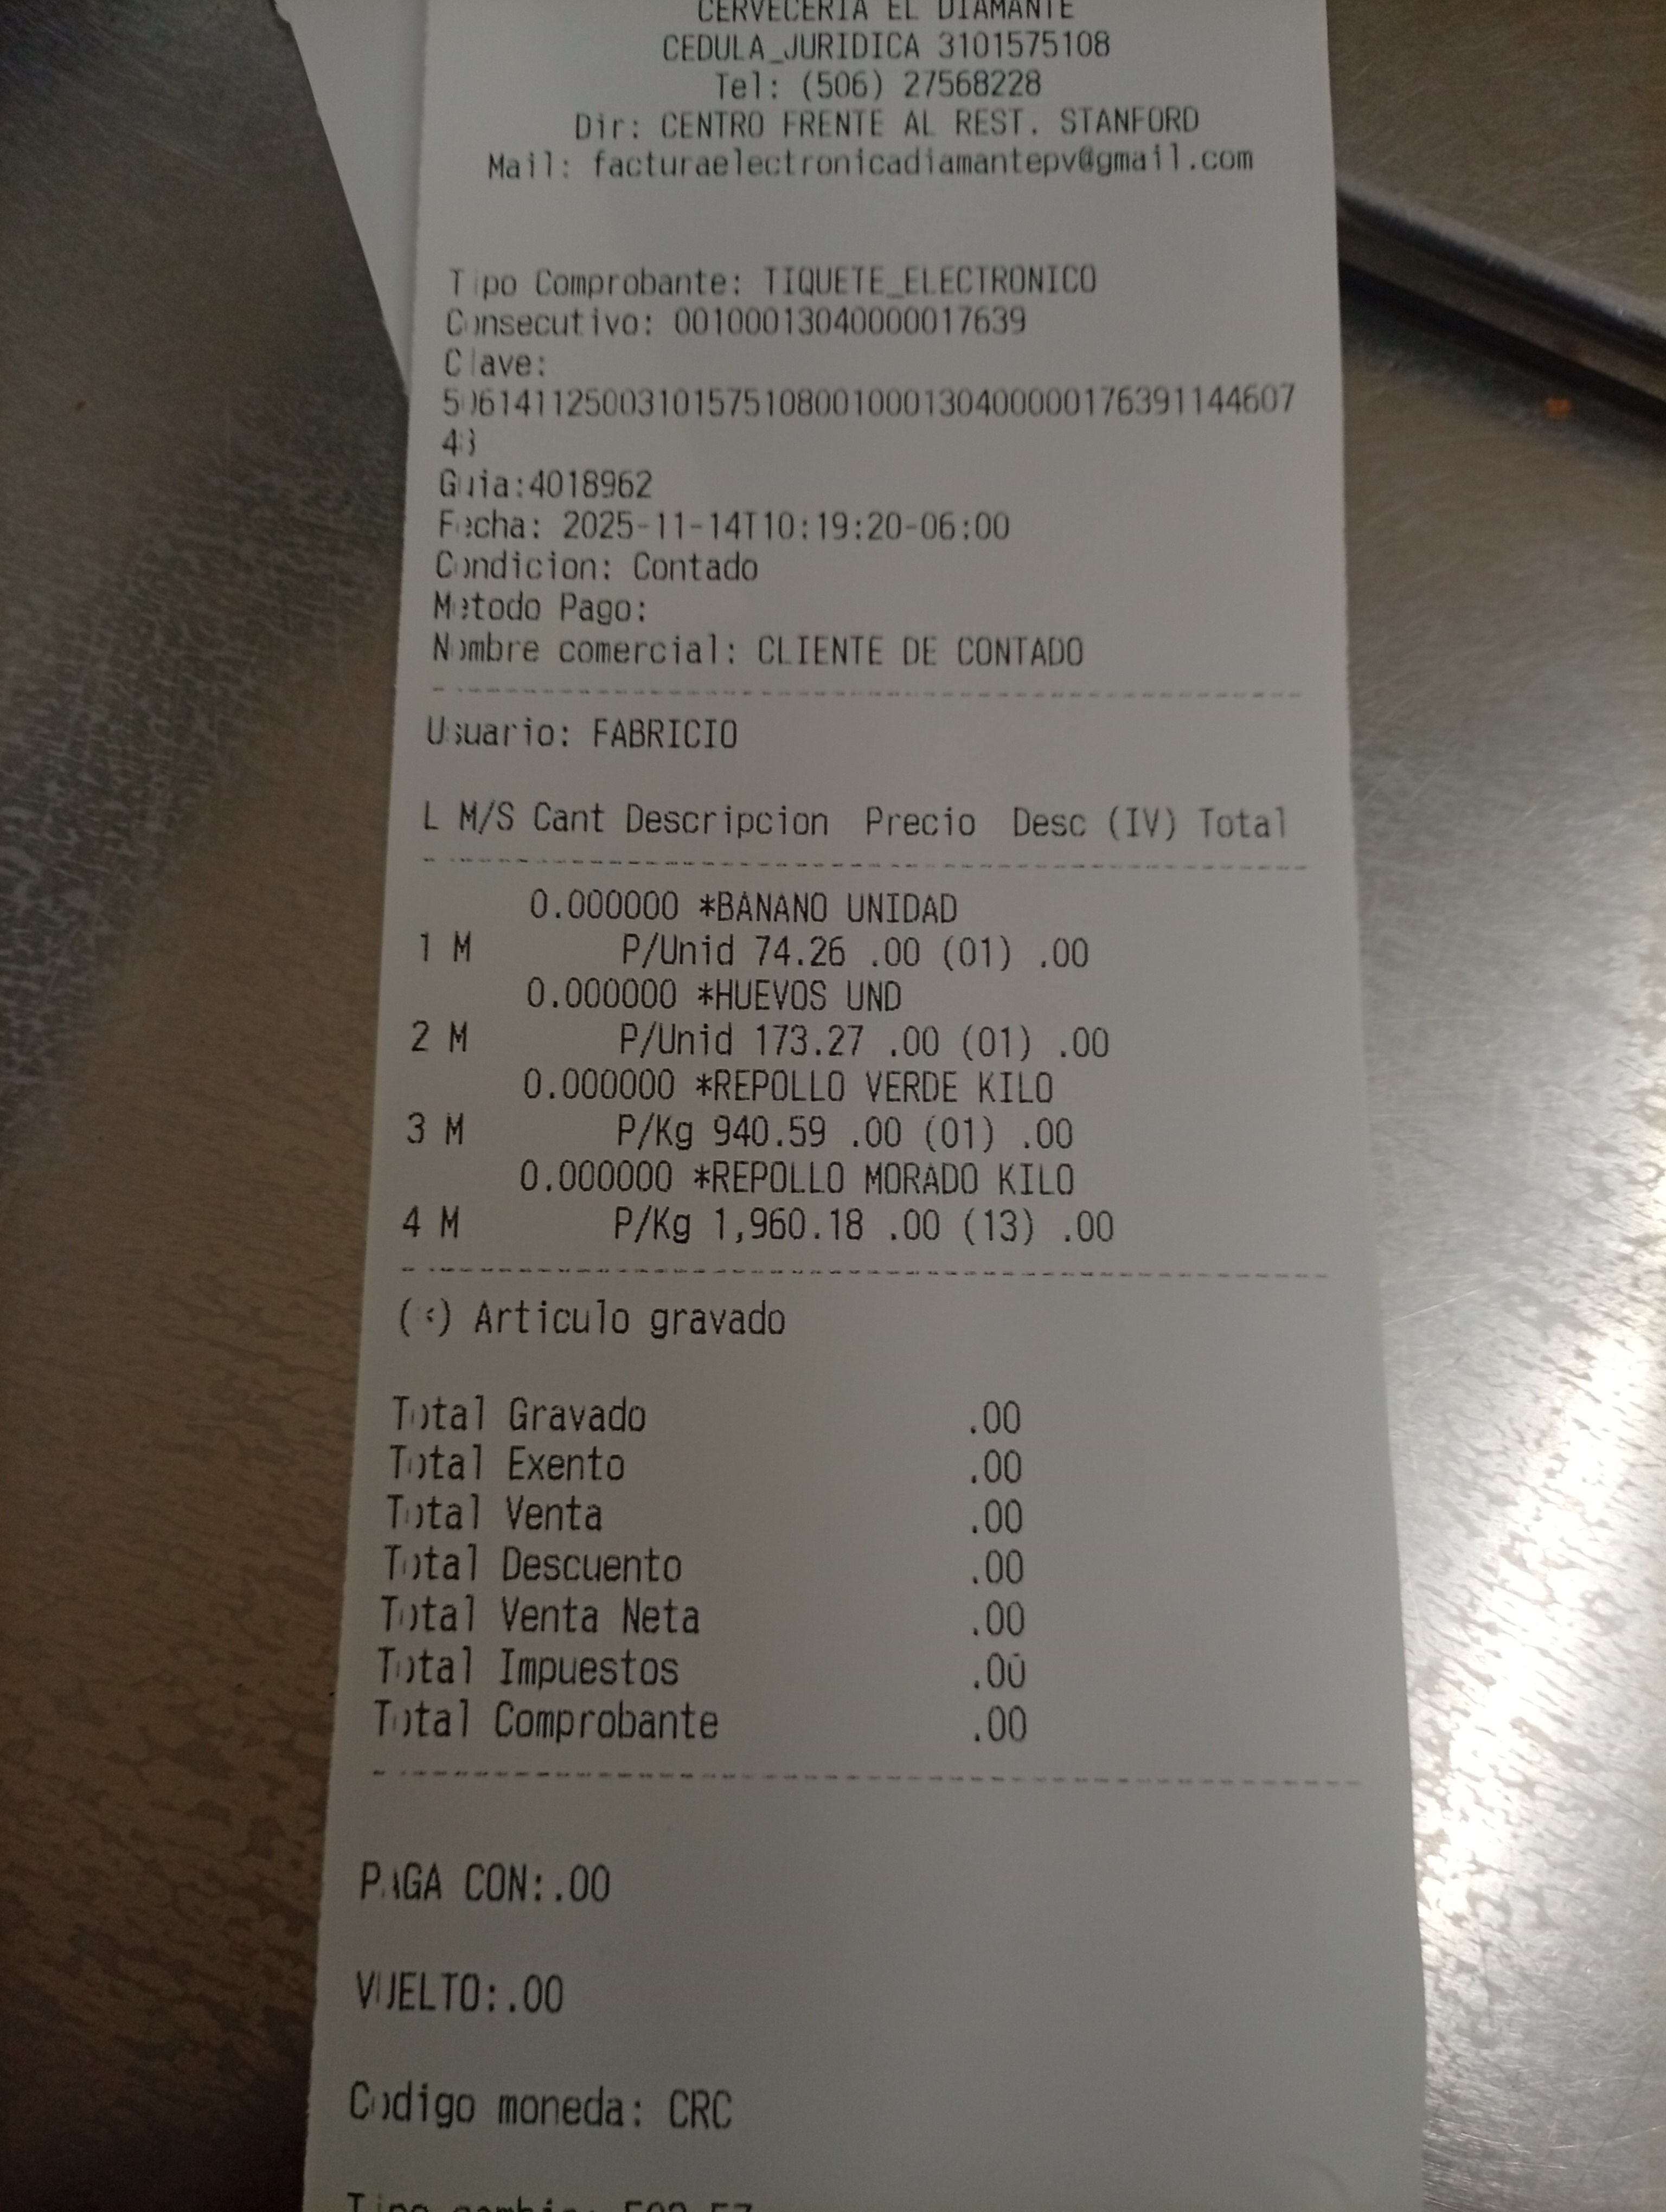 CERVECERIA EL DIAMANTE
CEDULA_JURIDICA 3101575108
Tel: (506) 27568228
Dir: CENTRO FRENTE AL REST. STANFORD
Mail: facturaelectronicadiamantepv@gmail.com
Tipo Comprobante: TIQUETE_ELECTRONICO
Consecutivo: 00100013040000017639
Clave:
506141125003101575108001000130400000176391144607
43
Guia:4018962
Fecha: 2025-11-14T10:19:20-06:00
Condicion: Contado
Metodo Pago:
Nombre comercial: CLIENTE DE CONTADO
Usuario: FABRICIO
L M/S Cant Descripcion Precio Desc (IV) Total
0.000000 *BANANO UNIDAD
1 M P/Unid 74.26 .00 (01) .00
0.000000 *HUEVOS UND
2 M P/Unid 173.27 .00 (01) .00
0.000000 *REPOLLO VERDE KILO
3 M P/Kg 940.59 .00 (01) .00
0.000000 *REPOLLO MORADO KILO
4 M P/Kg 1,960.18 .00 (13) .00
(*) Articulo gravado
Total Gravado .00
Total Exento .00
Total Venta .00
Total Descuento .00
Total Venta Neta .00
Total Impuestos .00
Total Comprobante .00
PAGA CON:.00
VUELTO:.00
Codigo moneda: CRC